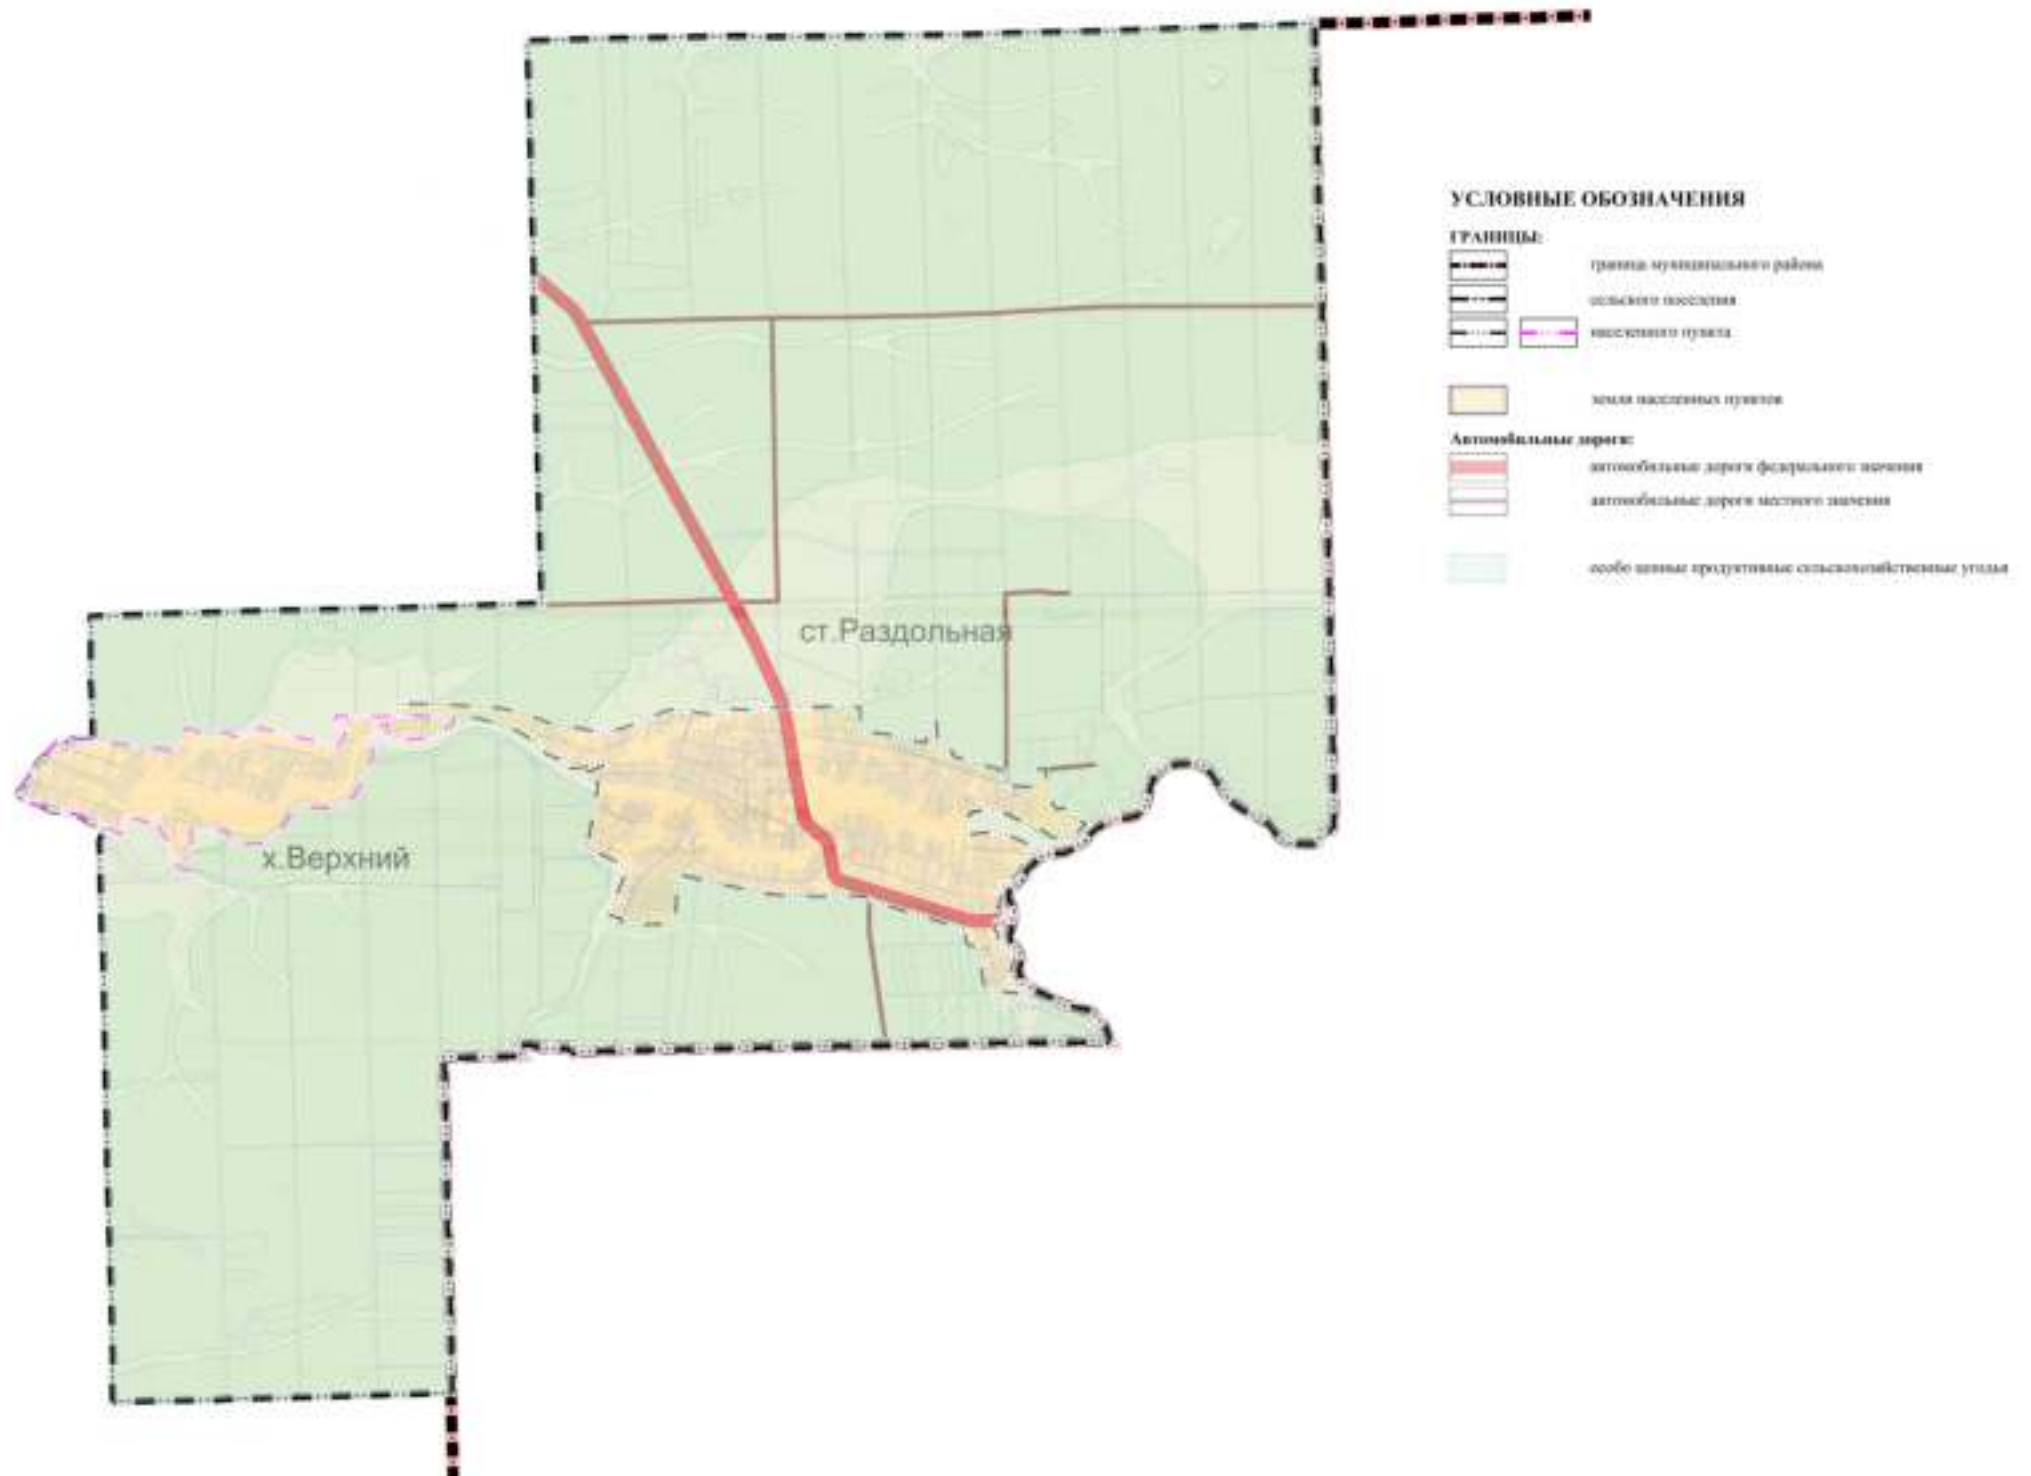 УСЛОВНЫЕ ОБОЗНАЧЕНИЯ
ГРАНИЦЫ:
граница муниципального района
сельского поселения
населенного пункта
земли населенных пунктов
Автомобильные дороги:
автомобильные дороги федерального значения
автомобильные дороги местного значения
особо ценные продуктивные сельскохозяйственные угодья
ст.Раздольная
х.Верхний